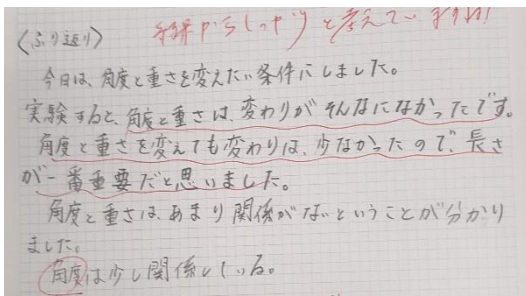 結果からしっかりと考えていますね!
〈ふり返り〉
今日は、角度と重さを変えたい条件にしました。
実験すると、角度と重さは、変わりがそんなになかったです。
角度と重さを変えても変わりは、少なかったので、長さ
が一番重要だと思いました。
角度と重さは、あまり関係がないということが分かり
ました。
角度は少し関係している。